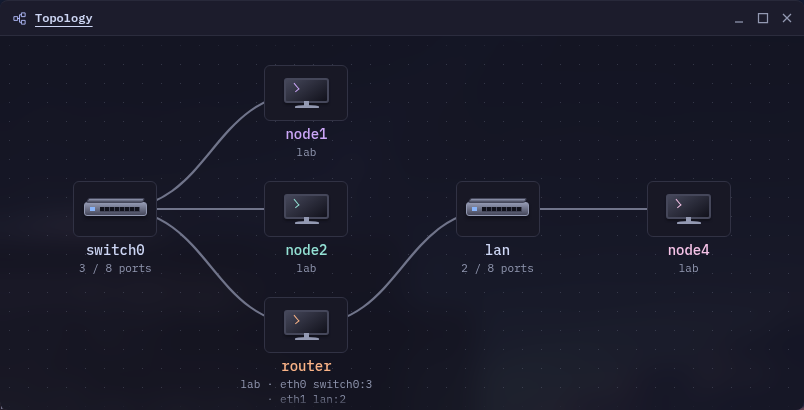 Topology
node1
lab
switch0
3 / 8 ports
node2
lab
lan
2 / 8 ports
node4
lab
router
lab · eth0 switch0:3
· eth1 lan:2